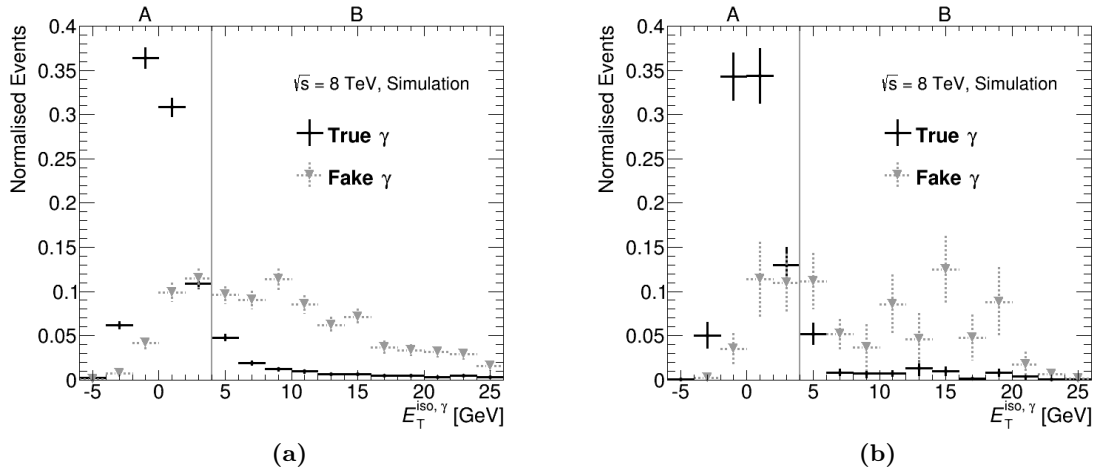 A B
Normalised Events
0.4
0.35
0.3
0.25
0.2
0.15
0.1
0.05
0
√s = 8 TeV, Simulation
True γ
Fake γ
-5 0 5 10 15 20 25
E_T^{iso, γ} [GeV]
(a)
A B
Normalised Events
0.4
0.35
0.3
0.25
0.2
0.15
0.1
0.05
0
√s = 8 TeV, Simulation
True γ
Fake γ
-5 0 5 10 15 20 25
E_T^{iso, γ} [GeV]
(b)